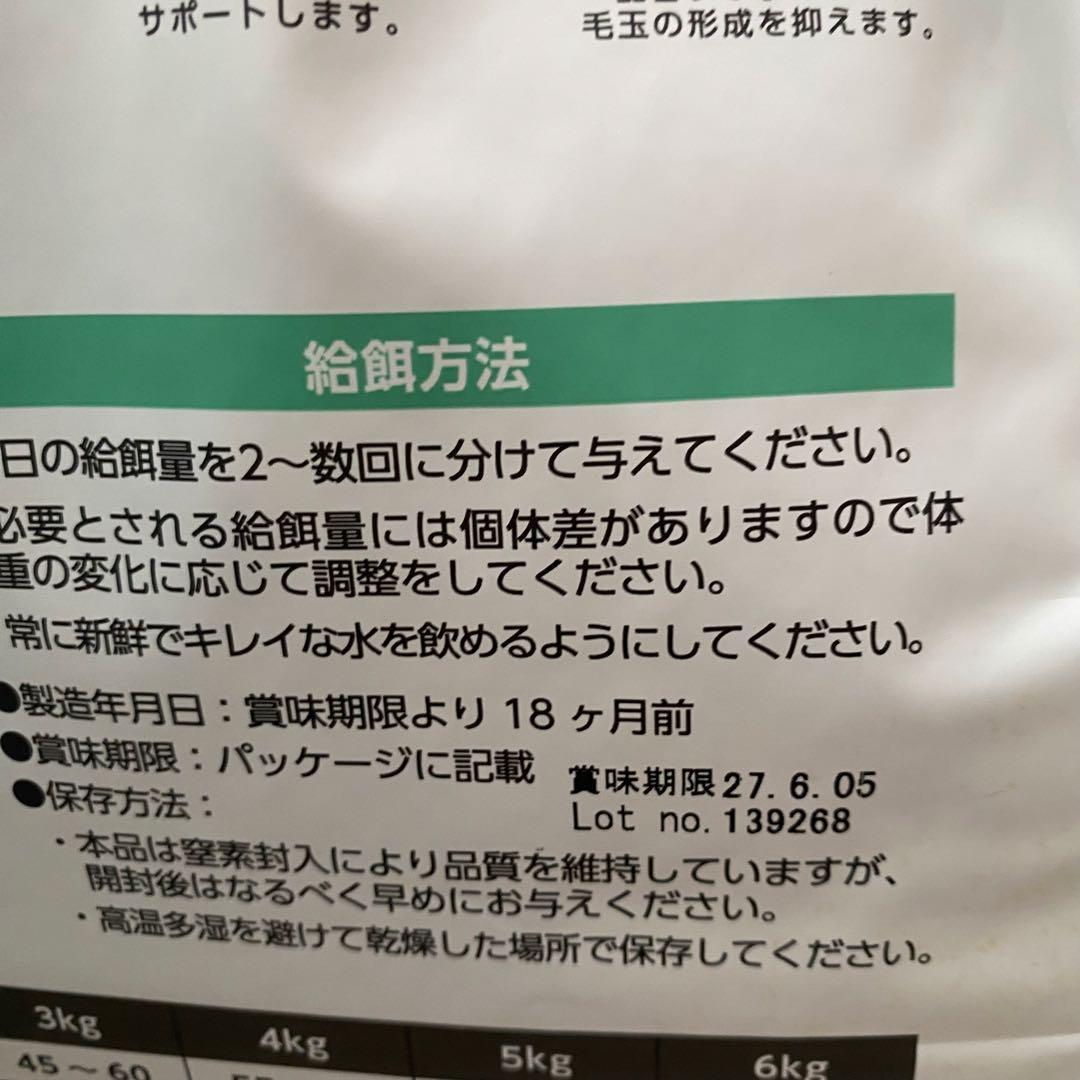 サポートします。
毛玉の形成を抑えます。
給餌方法
日の給餌量を2〜数回に分けて与えてください。
必要とされる給餌量には個体差がありますので体
重の変化に応じて調整をしてください。
常に新鮮でキレイな水を飲めるようにしてください。
●製造年月日：賞味期限より18ヶ月前
●賞味期限：パッケージに記載
賞味期限27.6.05
Lot no.139268
●保存方法：
・本品は窒素封入により品質を維持していますが、
開封後はなるべく早めにお与えください。
・高温多湿を避けて乾燥した場所で保存してください。
3kg 4kg 5kg 6kg
45〜60